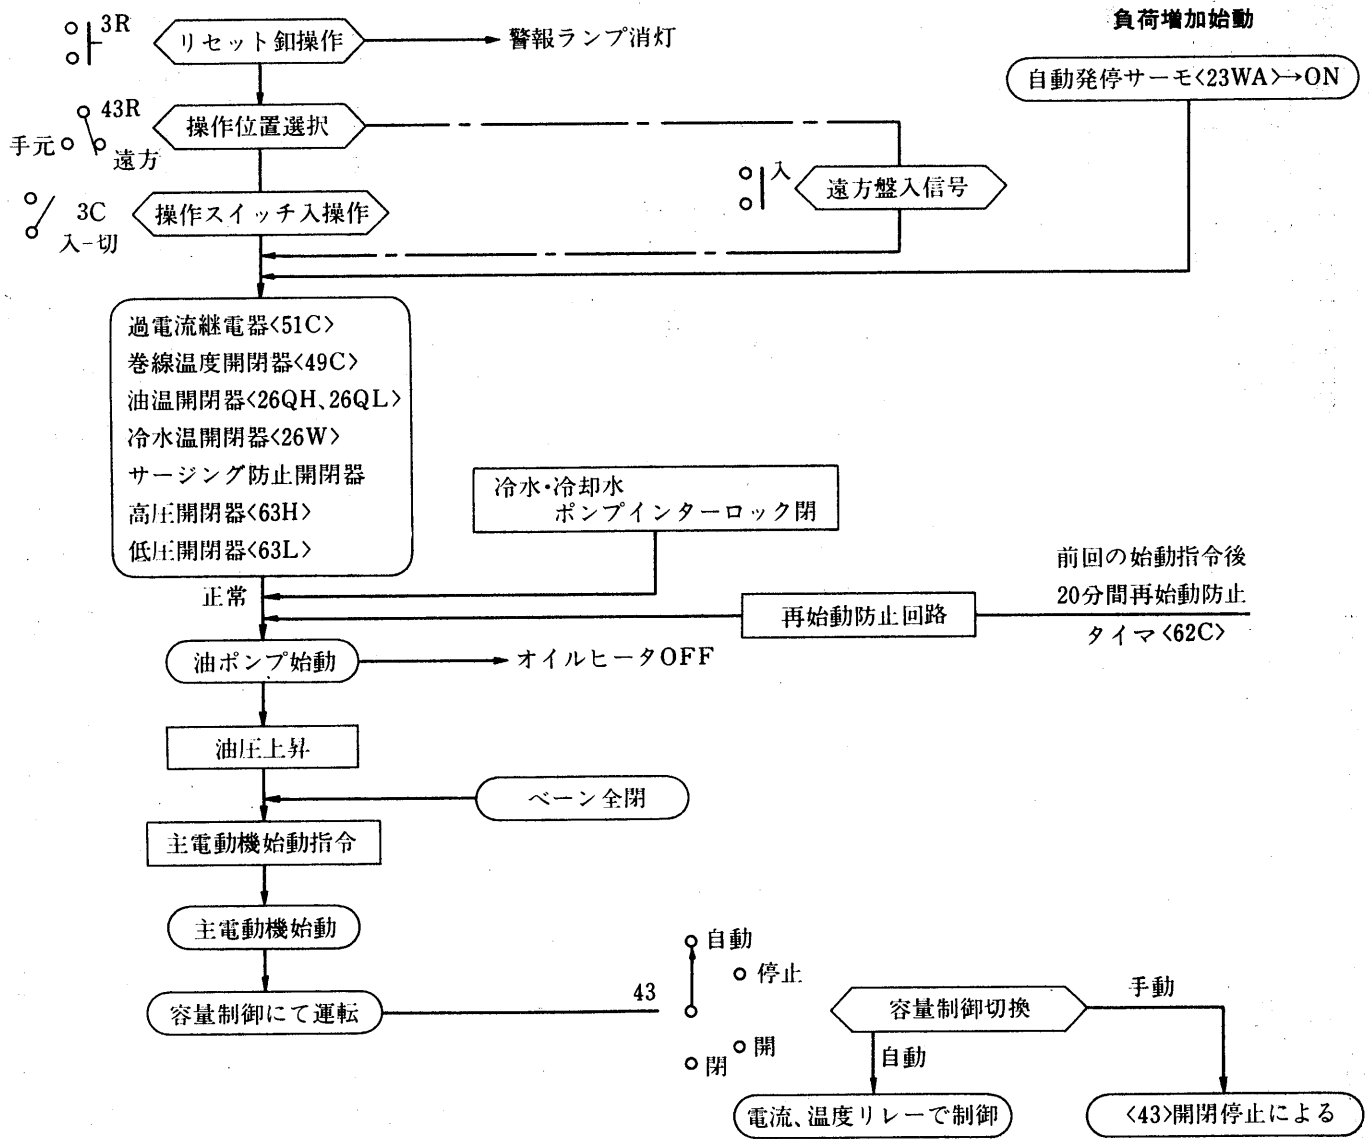 負荷増加始動
3R
リセット釦操作
警報ランプ消灯
自動発停サーモ<23WA>→ON
43R
手元
遠方
操作位置選択
入
遠方盤入信号
3C
入-切
操作スイッチ入操作
過電流継電器<51C>
巻線温度開閉器<49C>
油温開閉器<26QH、26QL>
冷水温開閉器<26W>
サージング防止開閉器
高圧開閉器<63H>
低圧開閉器<63L>
冷水・冷却水
ポンプインターロック閉
正常
再始動防止回路
前回の始動指令後
20分間再始動防止
タイマ<62C>
油ポンプ始動
オイルヒータOFF
油圧上昇
ベーン全閉
主電動機始動指令
主電動機始動
容量制御にて運転
43
自動
停止
開
閉
容量制御切換
手動
自動
電流、温度リレーで制御
<43>開閉停止による